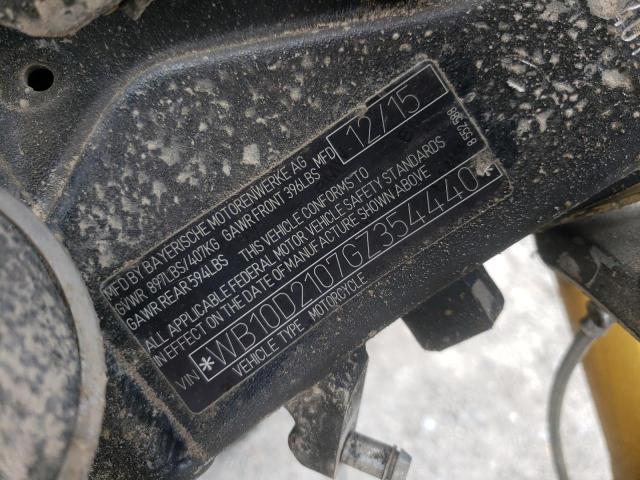 MFD BY BAYERISCHE MOTORENWERKE AG MFD 12/15
GVWR 897LBS/407KG GAWR FRONT 396LBS
GAWR REAR 594LBS THIS VEHICLE CONFORMS TO
ALL APPLICABLE FEDERAL MOTOR VEHICLE SAFETY STANDARDS
IN EFFECT ON THE DATE OF MANUFACTURE SHOWN ABOVE
VIN *WB10D2107GZ354440*
VEHICLE TYPE MOTORCYCLE